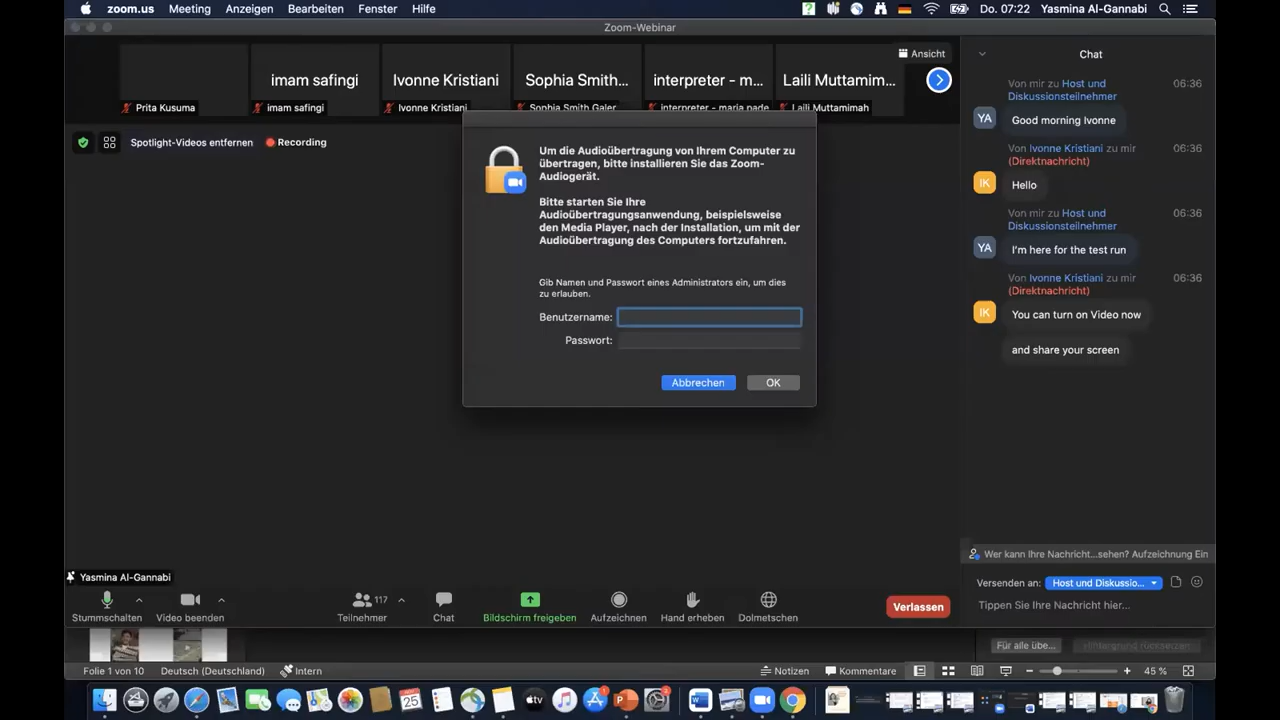 zoom.us Meeting Anzeigen Bearbeiten Fenster Hilfe
Do. 07:22 Yasmina Al-Gannabi
Zoom-Webinar
Ansicht
imam safingi
Ivonne Kristiani
Sophia Smith...
interpreter - m...
Laili Muttamim...
Prita Kusuma
imam safingi
Ivonne Kristiani
Sophia Smith Galer
interpreter - maria pade
Laili Muttamimah
Spotlight-Videos entfernen
Recording
Um die Audioübertragung von Ihrem Computer zu
übertragen, bitte installieren Sie das Zoom-
Audiogerät.
Bitte starten Sie Ihre
Audioübertragungsanwendung, beispielsweise
den Media Player, nach der Installation, um mit der
Audioübertragung des Computers fortzufahren.
Gib Namen und Passwort eines Administrators ein, um dies
zu erlauben.
Benutzername:
Passwort:
Abbrechen OK
Chat
Von mir zu Host und 06:36
Diskussionsteilnehmer
YA Good morning Ivonne
Von Ivonne Kristiani zu mir 06:36
(Direktnachricht)
IK Hello
Von mir zu Host und 06:36
Diskussionsteilnehmer
YA I'm here for the test run
Von Ivonne Kristiani zu mir 06:36
(Direktnachricht)
IK You can turn on Video now
and share your screen
Wer kann Ihre Nachricht...sehen? Aufzeichnung Ein
Versenden an: Host und Diskussio...
Tippen Sie Ihre Nachricht hier...
Yasmina Al-Gannabi
117
Stummschalten Video beenden Teilnehmer Chat Bildschirm freigeben Aufzeichnen Hand erheben Dolmetschen
Verlassen
Für alle übe... Hintergrund rücksetzen
Folie 1 von 10 Deutsch (Deutschland) Intern
Notizen Kommentare 45 %
25